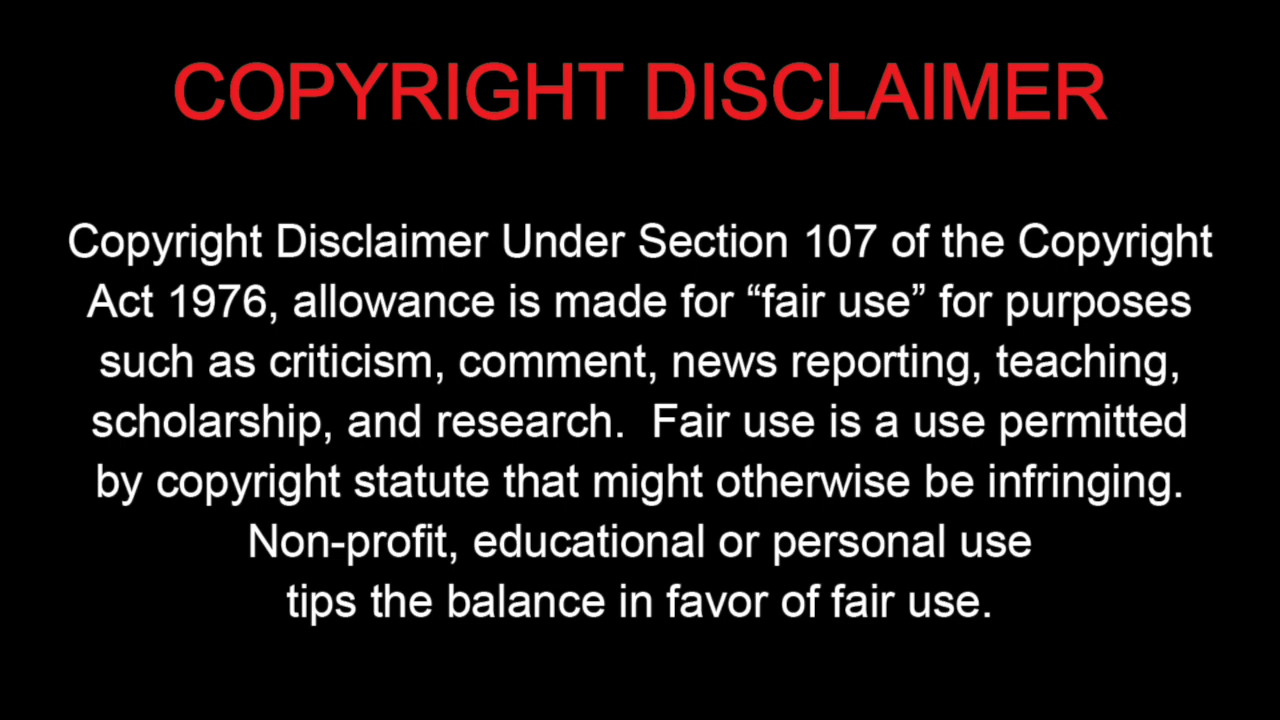 COPYRIGHT DISCLAIMER
Copyright Disclaimer Under Section 107 of the Copyright
Act 1976, allowance is made for “fair use” for purposes
such as criticism, comment, news reporting, teaching,
scholarship, and research.  Fair use is a use permitted
by copyright statute that might otherwise be infringing.
Non-profit, educational or personal use
tips the balance in favor of fair use.